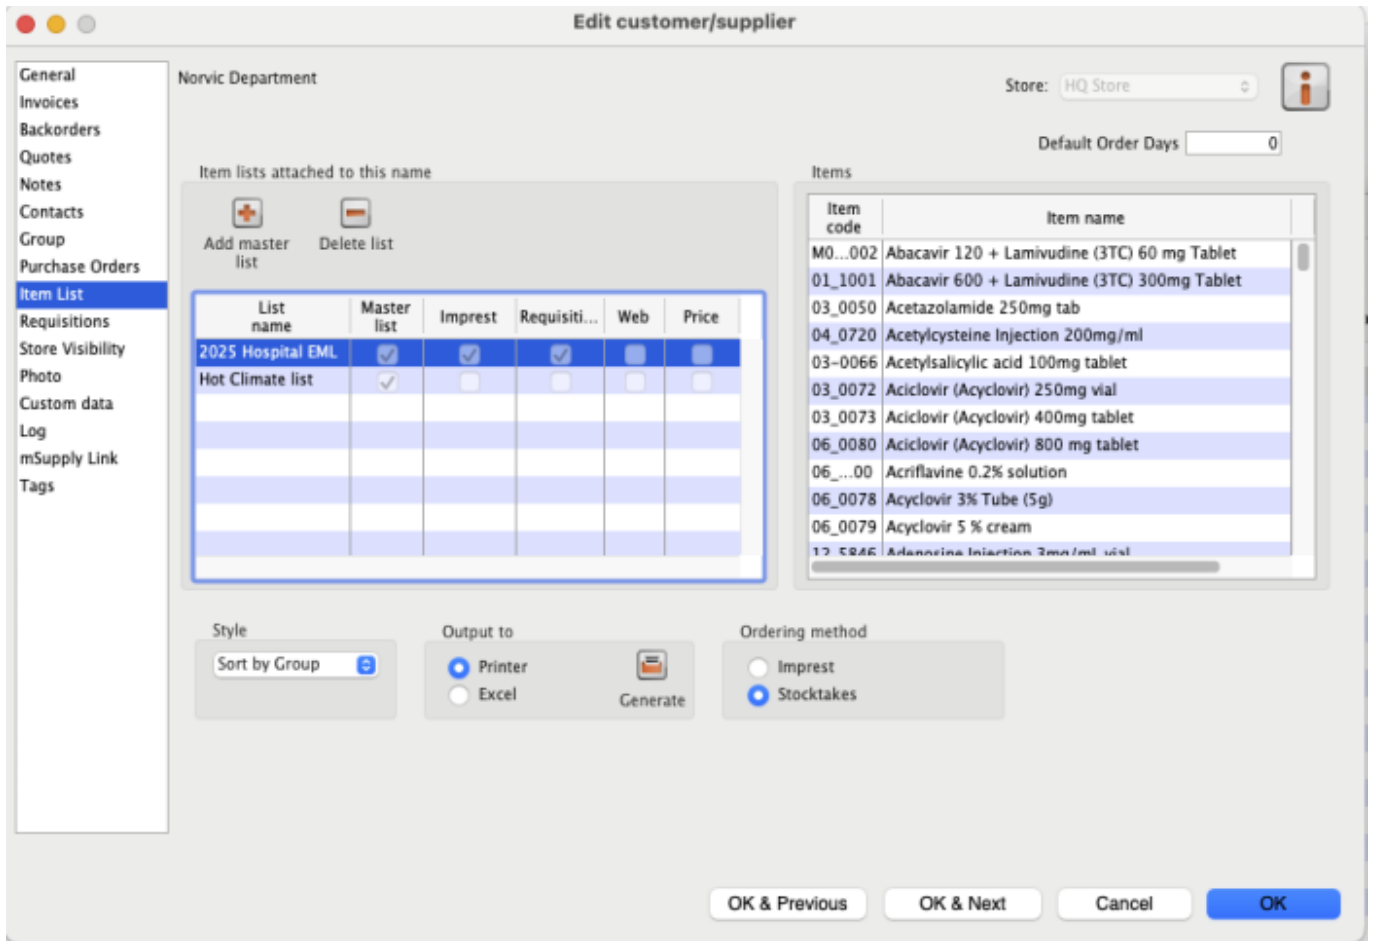 Edit customer/supplier
General
Invoices
Backorders
Quotes
Notes
Contacts
Group
Purchase Orders
Item List
Requisitions
Store Visibility
Photo
Custom data
Log
mSupply Link
Tags
Norvic Department
Store: HQ Store
Default Order Days 0
Item lists attached to this name
Add master list
Delete list
List name Master list Imprest Requisiti... Web Price
2025 Hospital EML
Hot Climate list
Items
Item code Item name
M0...002 Abacavir 120 + Lamivudine (3TC) 60 mg Tablet
01_1001 Abacavir 600 + Lamivudine (3TC) 300mg Tablet
03_0050 Acetazolamide 250mg tab
04_0720 Acetylcysteine Injection 200mg/ml
03-0066 Acetylsalicylic acid 100mg tablet
03_0072 Aciclovir (Acyclovir) 250mg vial
03_0073 Aciclovir (Acyclovir) 400mg tablet
06_0080 Aciclovir (Acyclovir) 800 mg tablet
06_...00 Acriflavine 0.2% solution
06_0078 Acyclovir 3% Tube (5g)
06_0079 Acyclovir 5 % cream
12_5846 Adenosine Injection 3mg/ml vial
Style
Sort by Group
Output to
Printer
Excel
Generate
Ordering method
Imprest
Stocktakes
OK & Previous
OK & Next
Cancel
OK